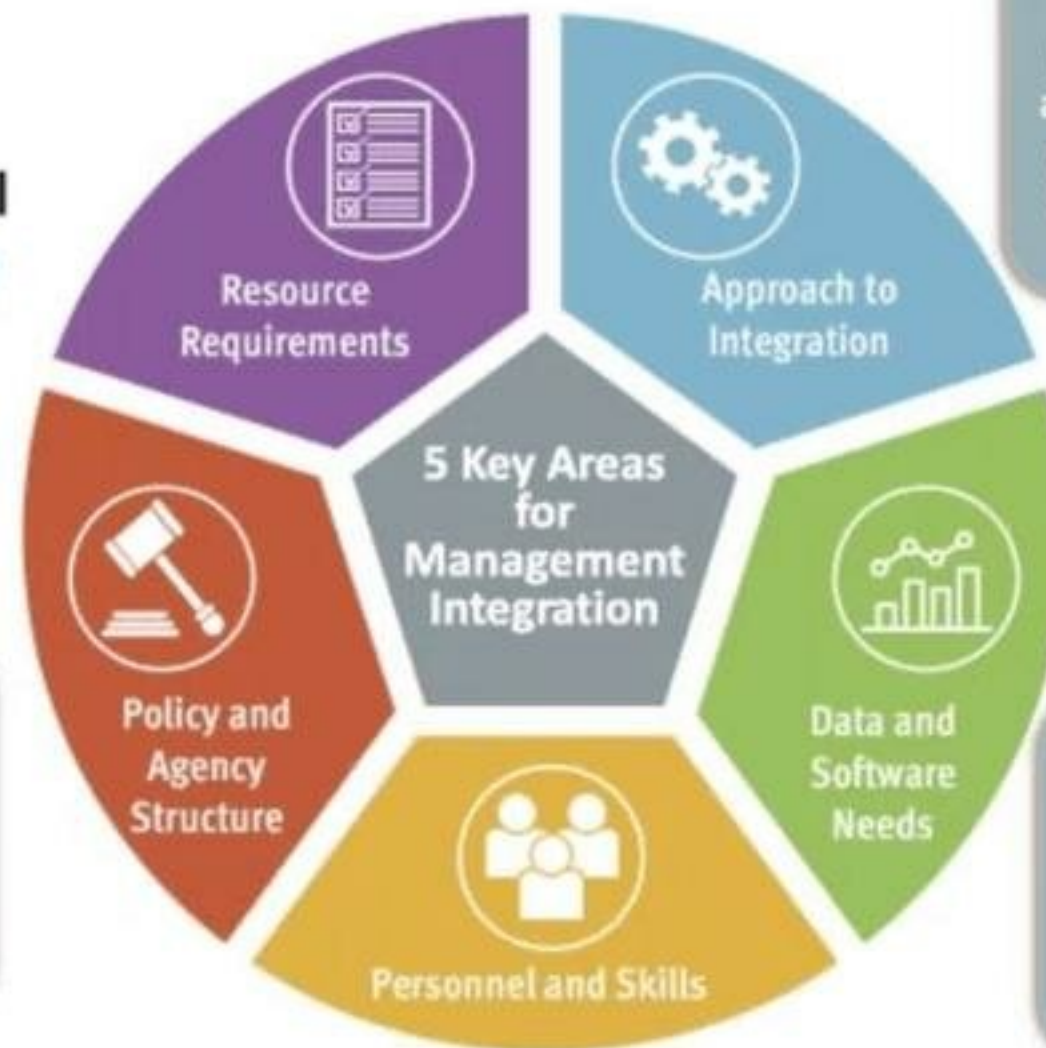 Resource
Requirements
Approach to
Integration
5 Key Areas
for
Management
Integration
Policy and
Agency
Structure
Data and
Software
Needs
Personnel and Skills